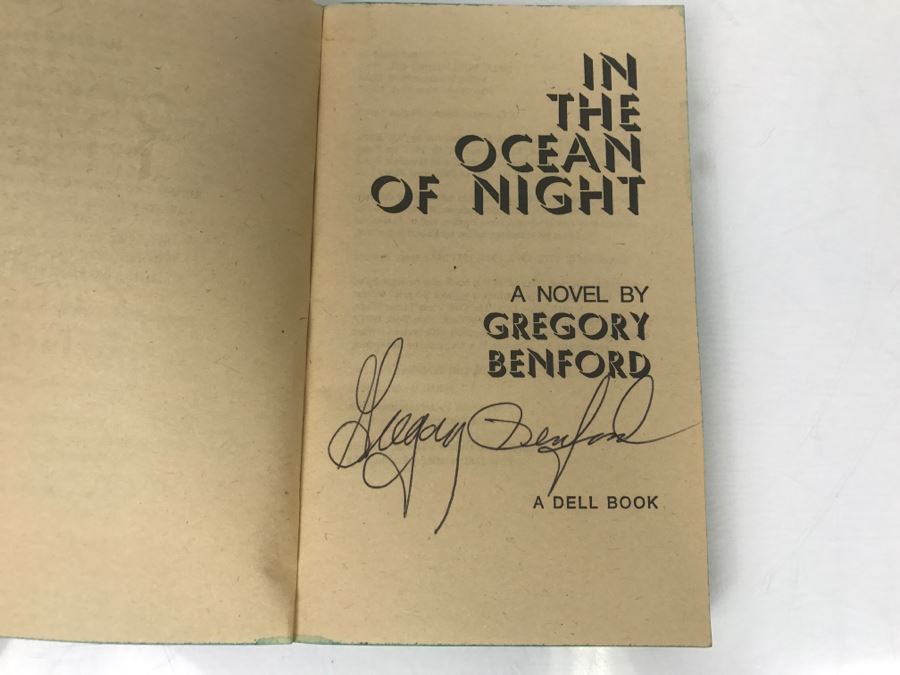 IN
THE
OCEAN
OF NIGHT
A NOVEL BY
GREGORY
BENFORD
Gregory Benford
A DELL BOOK